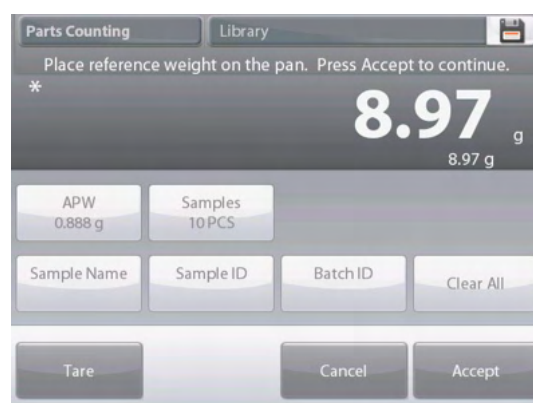 Parts Counting
Library
Place reference weight on the pan. Press Accept to continue.
*
8.97 g
8.97 g
APW
0.888 g
Samples
10 PCS
Sample Name
Sample ID
Batch ID
Clear All
Tare
Cancel
Accept